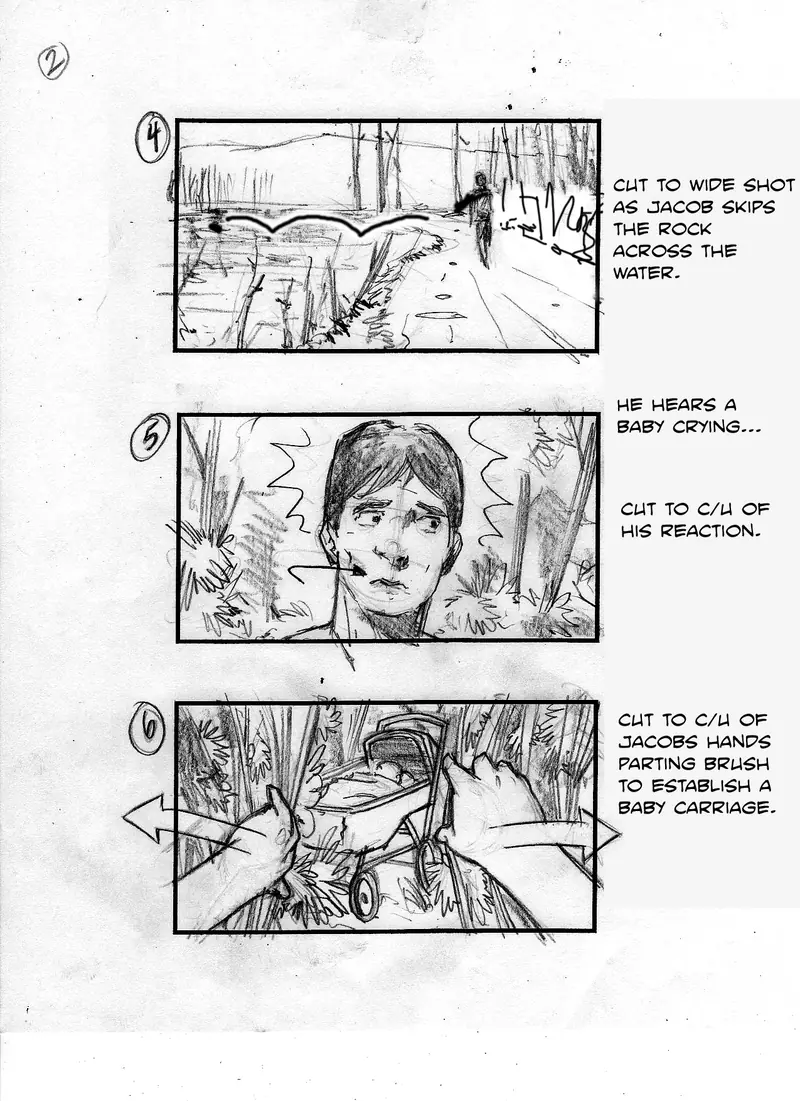 2
4
CUT TO WIDE SHOT
AS JACOB SKIPS
THE ROCK
ACROSS THE
WATER.
5
HE HEARS A
BABY CRYING...
CUT TO C/U OF
HIS REACTION.
6
CUT TO C/U OF
JACOBS HANDS
PARTING BRUSH
TO ESTABLISH A
BABY CARRIAGE.